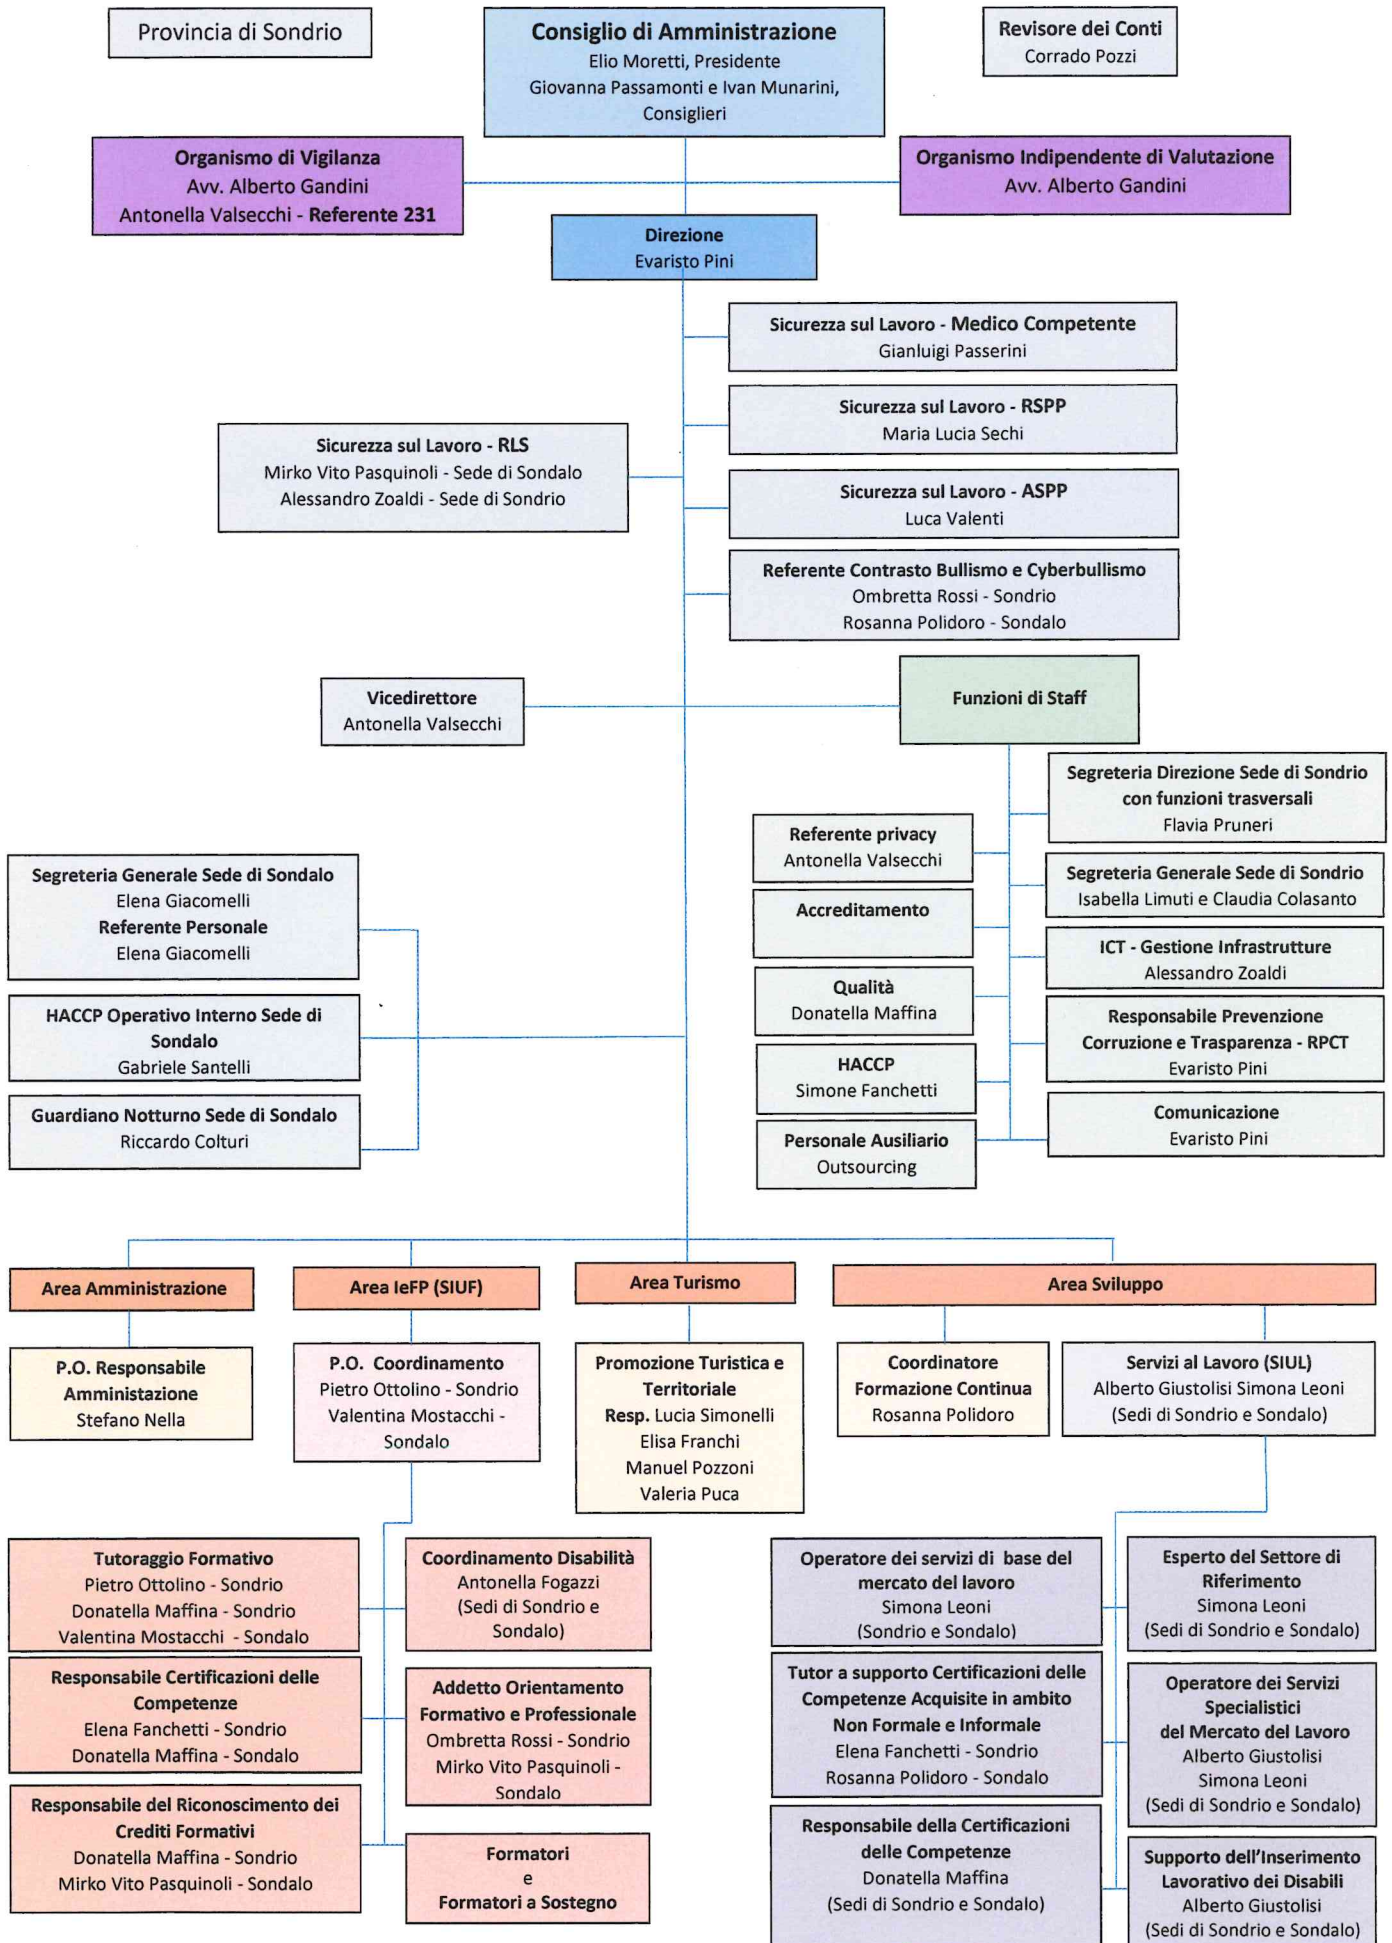 Provincia di Sondrio
Consiglio di Amministrazione
Elio Moretti, Presidente
Giovanna Passamonti e Ivan Munarini,
Consiglieri
Revisore dei Conti
Corrado Pozzi
Organismo di Vigilanza
Avv. Alberto Gandini
Antonella Valsecchi - Referente 231
Organismo Indipendente di Valutazione
Avv. Alberto Gandini
Direzione
Evaristo Pini
Sicurezza sul Lavoro - Medico Competente
Gianluigi Passerini
Sicurezza sul Lavoro - RSPP
Maria Lucia Sechi
Sicurezza sul Lavoro - RLS
Mirko Vito Pasquinoli - Sede di Sondalo
Alessandro Zoaldi - Sede di Sondrio
Sicurezza sul Lavoro - ASPP
Luca Valenti
Referente Contrasto Bullismo e Cyberbullismo
Ombretta Rossi - Sondrio
Rosanna Polidoro - Sondalo
Vicedirettore
Antonella Valsecchi
Funzioni di Staff
Segreteria Direzione Sede di Sondrio
con funzioni trasversali
Flavia Pruneri
Referente privacy
Antonella Valsecchi
Segreteria Generale Sede di Sondrio
Isabella Limuti e Claudia Colasanto
Accreditamento
ICT - Gestione Infrastrutture
Alessandro Zoaldi
Qualità
Donatella Maffina
Responsabile Prevenzione
Corruzione e Trasparenza - RPCT
Evaristo Pini
HACCP
Simone Fanchetti
Comunicazione
Evaristo Pini
Personale Ausiliario
Outsourcing
Segreteria Generale Sede di Sondalo
Elena Giacomelli
Referente Personale
Elena Giacomelli
HACCP Operativo Interno Sede di
Sondalo
Gabriele Santelli
Guardiano Notturno Sede di Sondalo
Riccardo Colturi
Area Amministrazione
Area IeFP (SIUF)
Area Turismo
Area Sviluppo
P.O. Responsabile
Amministazione
Stefano Nella
P.O. Coordinamento
Pietro Ottolino - Sondrio
Valentina Mostacchi -
Sondalo
Promozione Turistica e
Territoriale
Resp. Lucia Simonelli
Elisa Franchi
Manuel Pozzoni
Valeria Puca
Coordinatore
Formazione Continua
Rosanna Polidoro
Servizi al Lavoro (SIUL)
Alberto Giustolisi Simona Leoni
(Sedi di Sondrio e Sondalo)
Tutoraggio Formativo
Pietro Ottolino - Sondrio
Donatella Maffina - Sondrio
Valentina Mostacchi - Sondalo
Coordinamento Disabilità
Antonella Fogazzi
(Sedi di Sondrio e
Sondalo)
Responsabile Certificazioni delle
Competenze
Elena Fanchetti - Sondrio
Donatella Maffina - Sondalo
Addetto Orientamento
Formativo e Professionale
Ombretta Rossi - Sondrio
Mirko Vito Pasquinoli -
Sondalo
Responsabile del Riconoscimento dei
Crediti Formativi
Donatella Maffina - Sondrio
Mirko Vito Pasquinoli - Sondalo
Formatori
e
Formatori a Sostegno
Operatore dei servizi di base del
mercato del lavoro
Simona Leoni
(Sondrio e Sondalo)
Esperto del Settore di
Riferimento
Simona Leoni
(Sedi di Sondrio e Sondalo)
Tutor a supporto Certificazioni delle
Competenze Acquisite in ambito
Non Formale e Informale
Elena Fanchetti - Sondrio
Rosanna Polidoro - Sondalo
Operatore dei Servizi
Specialistici
del Mercato del Lavoro
Alberto Giustolisi
Simona Leoni
(Sedi di Sondrio e Sondalo)
Responsabile della Certificazioni
delle Competenze
Donatella Maffina
(Sedi di Sondrio e Sondalo)
Supporto dell'Inserimento
Lavorativo dei Disabili
Alberto Giustolisi
(Sedi di Sondrio e Sondalo)